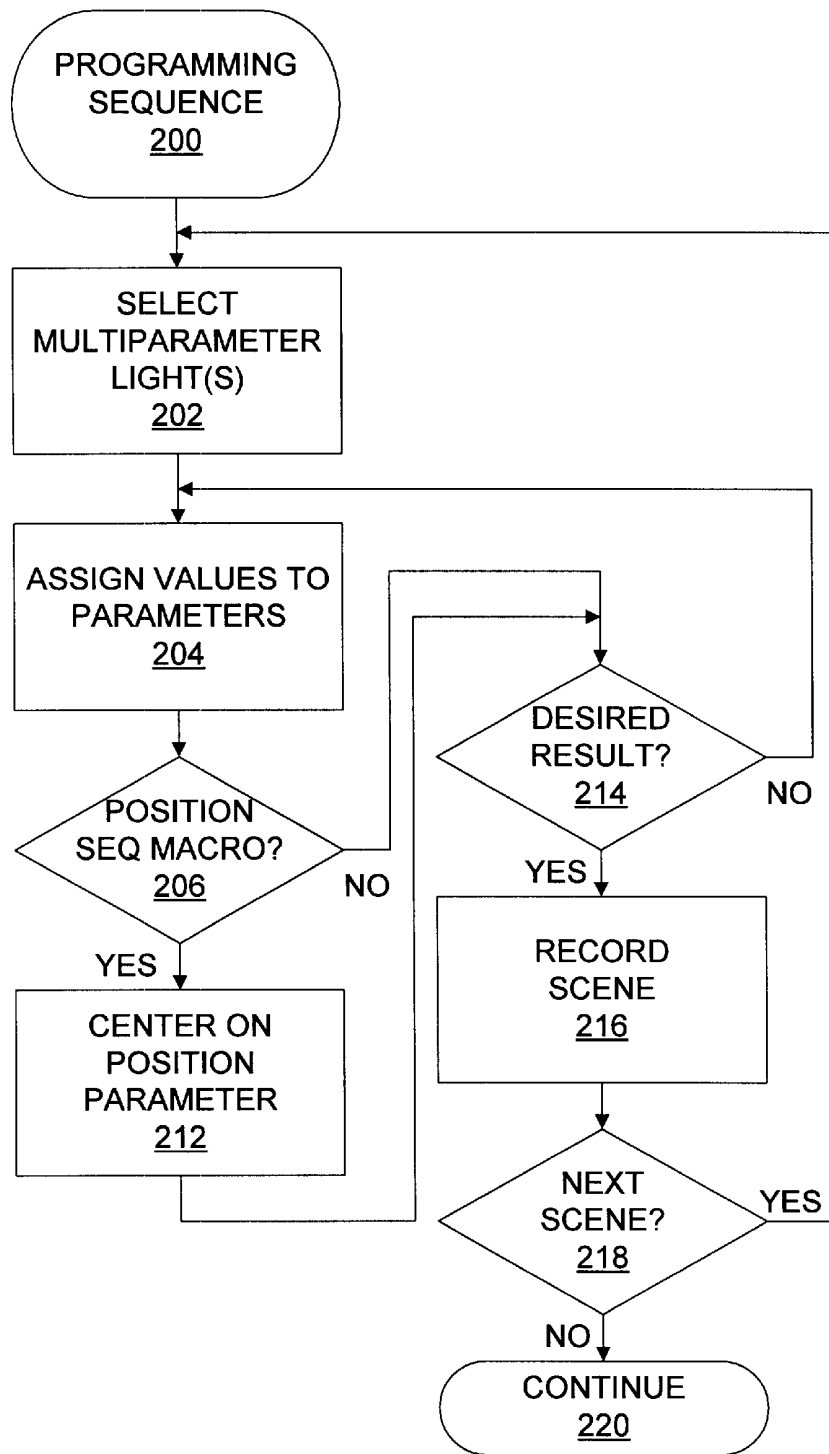 PROGRAMMING
SEQUENCE
200
SELECT
MULTIPARAMETER
LIGHT(S)
202
ASSIGN VALUES TO
PARAMETERS
204
POSITION
SEQ MACRO?
206
NO
YES
CENTER ON
POSITION
PARAMETER
212
DESIRED
RESULT?
214
NO
YES
RECORD
SCENE
216
NEXT
SCENE?
218
YES
NO
CONTINUE
220